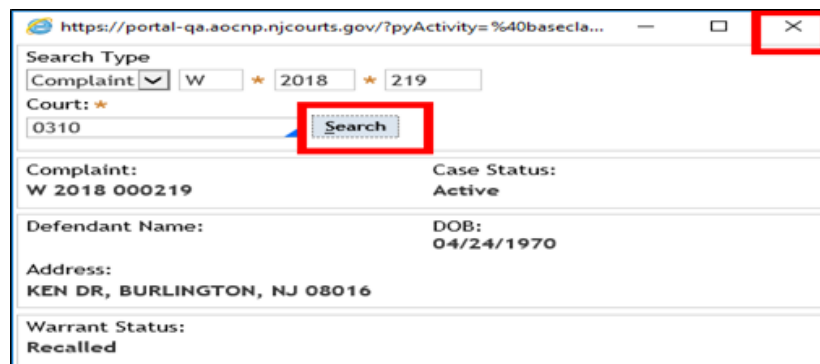 https://portal-qa.aocnp.njcourts.gov/?pyActivity=%40basecla...
Search Type
Complaint W * 2018 * 219
Court: *
0310 Search
Complaint: Case Status:
W 2018 000219 Active
Defendant Name: DOB:
04/24/1970
Address:
KEN DR, BURLINGTON, NJ 08016
Warrant Status:
Recalled